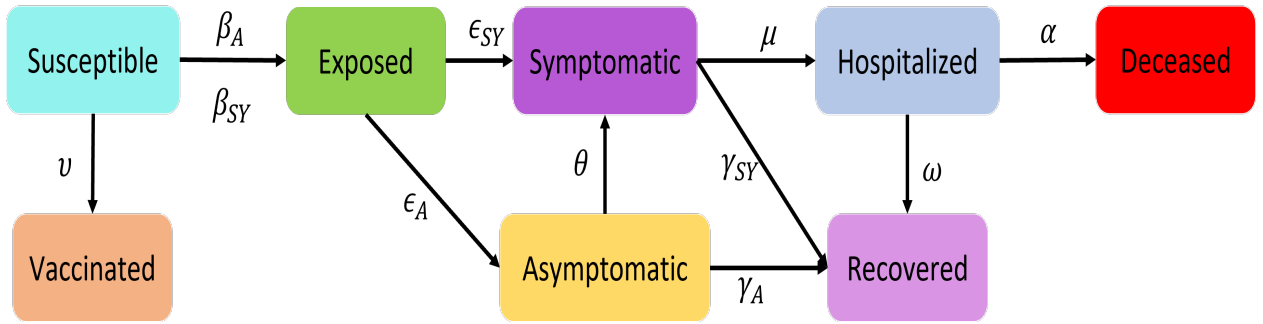 Susceptible
β_A
β_SY
Exposed
ϵ_SY
Symptomatic
μ
Hospitalized
α
Deceased
υ
ϵ_A
θ
γ_SY
ω
Vaccinated
Asymptomatic
γ_A
Recovered